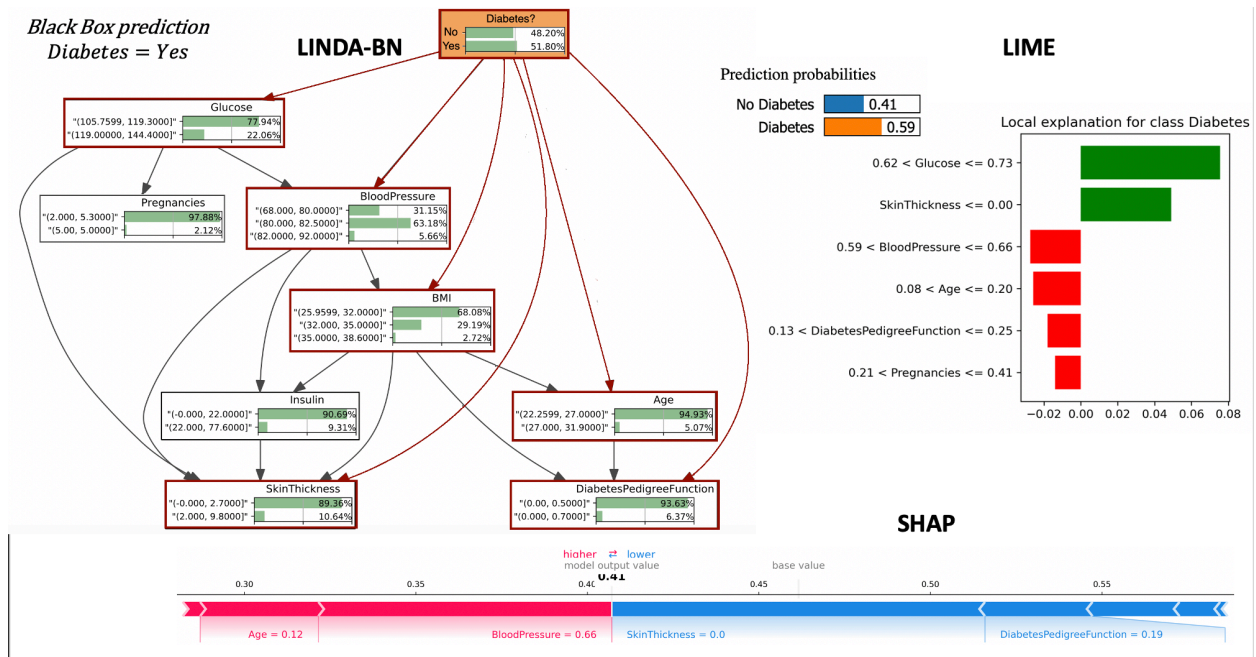 Black Box prediction
Diabetes = Yes
LINDA-BN
Diabetes?
No 48.20%
Yes 51.80%
Glucose
"(105.7599, 119.3000]" 77.94%
"(119.00000, 144.4000]" 22.06%
Pregnancies
"(2.000, 5.3000]" 97.88%
"(5.00, 5.0000]" 2.12%
BloodPressure
"(68.000, 80.0000]" 31.15%
"(80.000, 82.5000]" 63.18%
"(82.0000, 92.0000]" 5.66%
BMI
"(25.9599, 32.0000]" 68.08%
"(32.000, 35.0000]" 29.19%
"(35.0000, 38.6000]" 2.72%
Insulin
"(-0.000, 22.0000]" 90.69%
"(22.000, 77.6000]" 9.31%
Age
"(22.2599, 27.0000]" 94.93%
"(27.000, 31.9000]" 5.07%
SkinThickness
"(-0.000, 2.7000]" 89.36%
"(2.000, 9.8000]" 10.64%
DiabetesPedigreeFunction
"(0.00, 0.5000]" 93.63%
"(0.000, 0.7000]" 6.37%
LIME
Prediction probabilities
No Diabetes 0.41
Diabetes 0.59
Local explanation for class Diabetes
0.62 < Glucose <= 0.73
SkinThickness <= 0.00
0.59 < BloodPressure <= 0.66
0.08 < Age <= 0.20
0.13 < DiabetesPedigreeFunction <= 0.25
0.21 < Pregnancies <= 0.41
−0.02 0.00 0.02 0.04 0.06 0.08
SHAP
higher ⇄ lower
model output value base value
0.41
0.30 0.35 0.40 0.45 0.50 0.55
Age = 0.12 BloodPressure = 0.66 SkinThickness = 0.0 DiabetesPedigreeFunction = 0.19